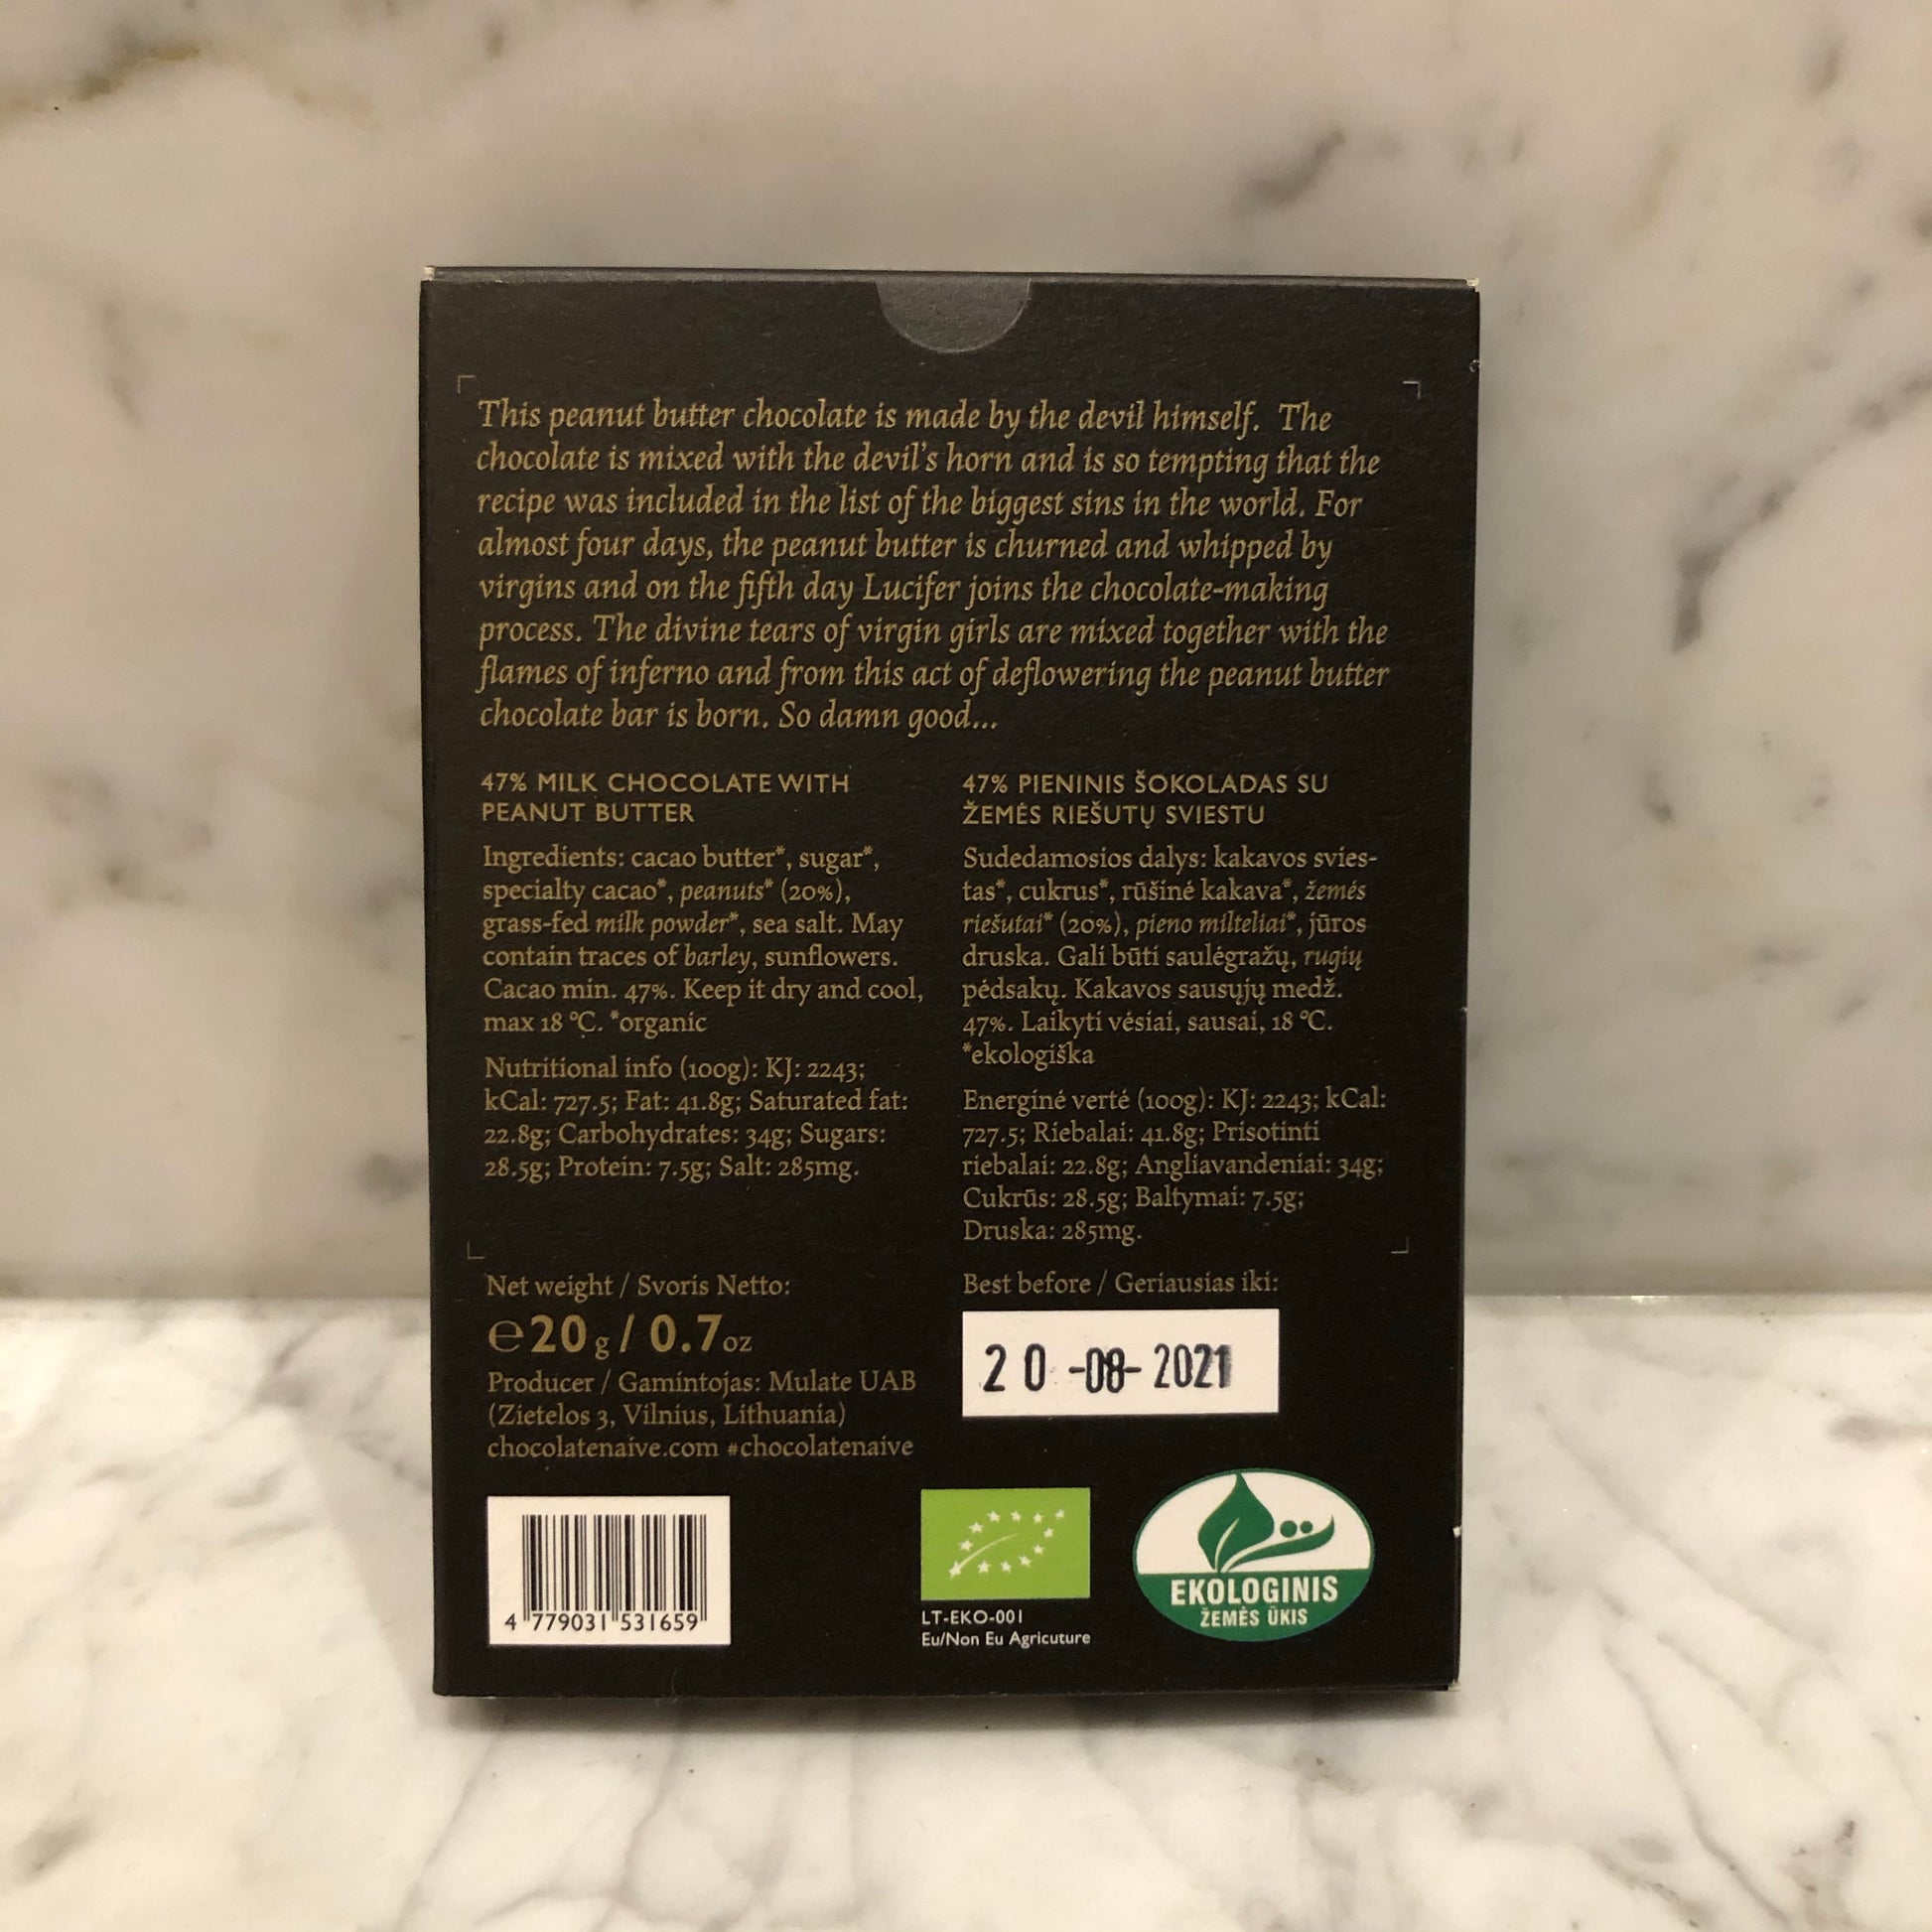 This peanut butter chocolate is made by the devil himself. The
chocolate is mixed with the devil's horn and is so tempting that the
recipe was included in the list of the biggest sins in the world. For
almost four days, the peanut butter is churned and whipped by
virgins and on the fifth day Lucifer joins the chocolate-making
process. The divine tears of virgin girls are mixed together with the
flames of inferno and from this act of deflowering the peanut butter
chocolate bar is born. So damn good...
47% MILK CHOCOLATE WITH
PEANUT BUTTER
Ingredients: cacao butter*, sugar*,
specialty cacao*, peanuts* (20%),
grass-fed milk powder*, sea salt. May
contain traces of barley, sunflowers.
Cacao min. 47%. Keep it dry and cool,
max 18 °C. *organic
Nutritional info (100g): KJ: 2243;
kCal: 727.5; Fat: 41.8g; Saturated fat:
22.8g; Carbohydrates: 34g; Sugars:
28.5g; Protein: 7.5g; Salt: 285mg.
47% PIENINIS ŠOKOLADAS SU
ŽEMĖS RIEŠUTŲ SVIESTU
Sudedamosios dalys: kakavos svies-
tas*, cukrus*, rūšinė kakava*, žemės
riešutai* (20%), pieno milteliai*, jūros
druska. Gali būti saulėgražų, rugių
pėdsakų. Kakavos sausųjų medž.
47%. Laikyti vėsiai, sausai, 18 °C.
*ekologiška
Energinė vertė (100g): KJ: 2243; kCal:
727.5; Riebalai: 41.8g; Prisotinti
riebalai: 22.8g; Angliavandeniai: 34g;
Cukrūs: 28.5g; Baltymai: 7.5g;
Druska: 285mg.
Net weight / Svoris Netto:
℮20g / 0.7oz
Producer / Gamintojas: Mulate UAB
(Zietelos 3, Vilnius, Lithuania)
chocolatenaive.com #chocolatenaive
Best before / Geriausias iki:
20 -08- 2021
4 779031 531659
LT-EKO-001
Eu/Non Eu Agricuture
EKOLOGINIS
ŽEMĖS ŪKIS